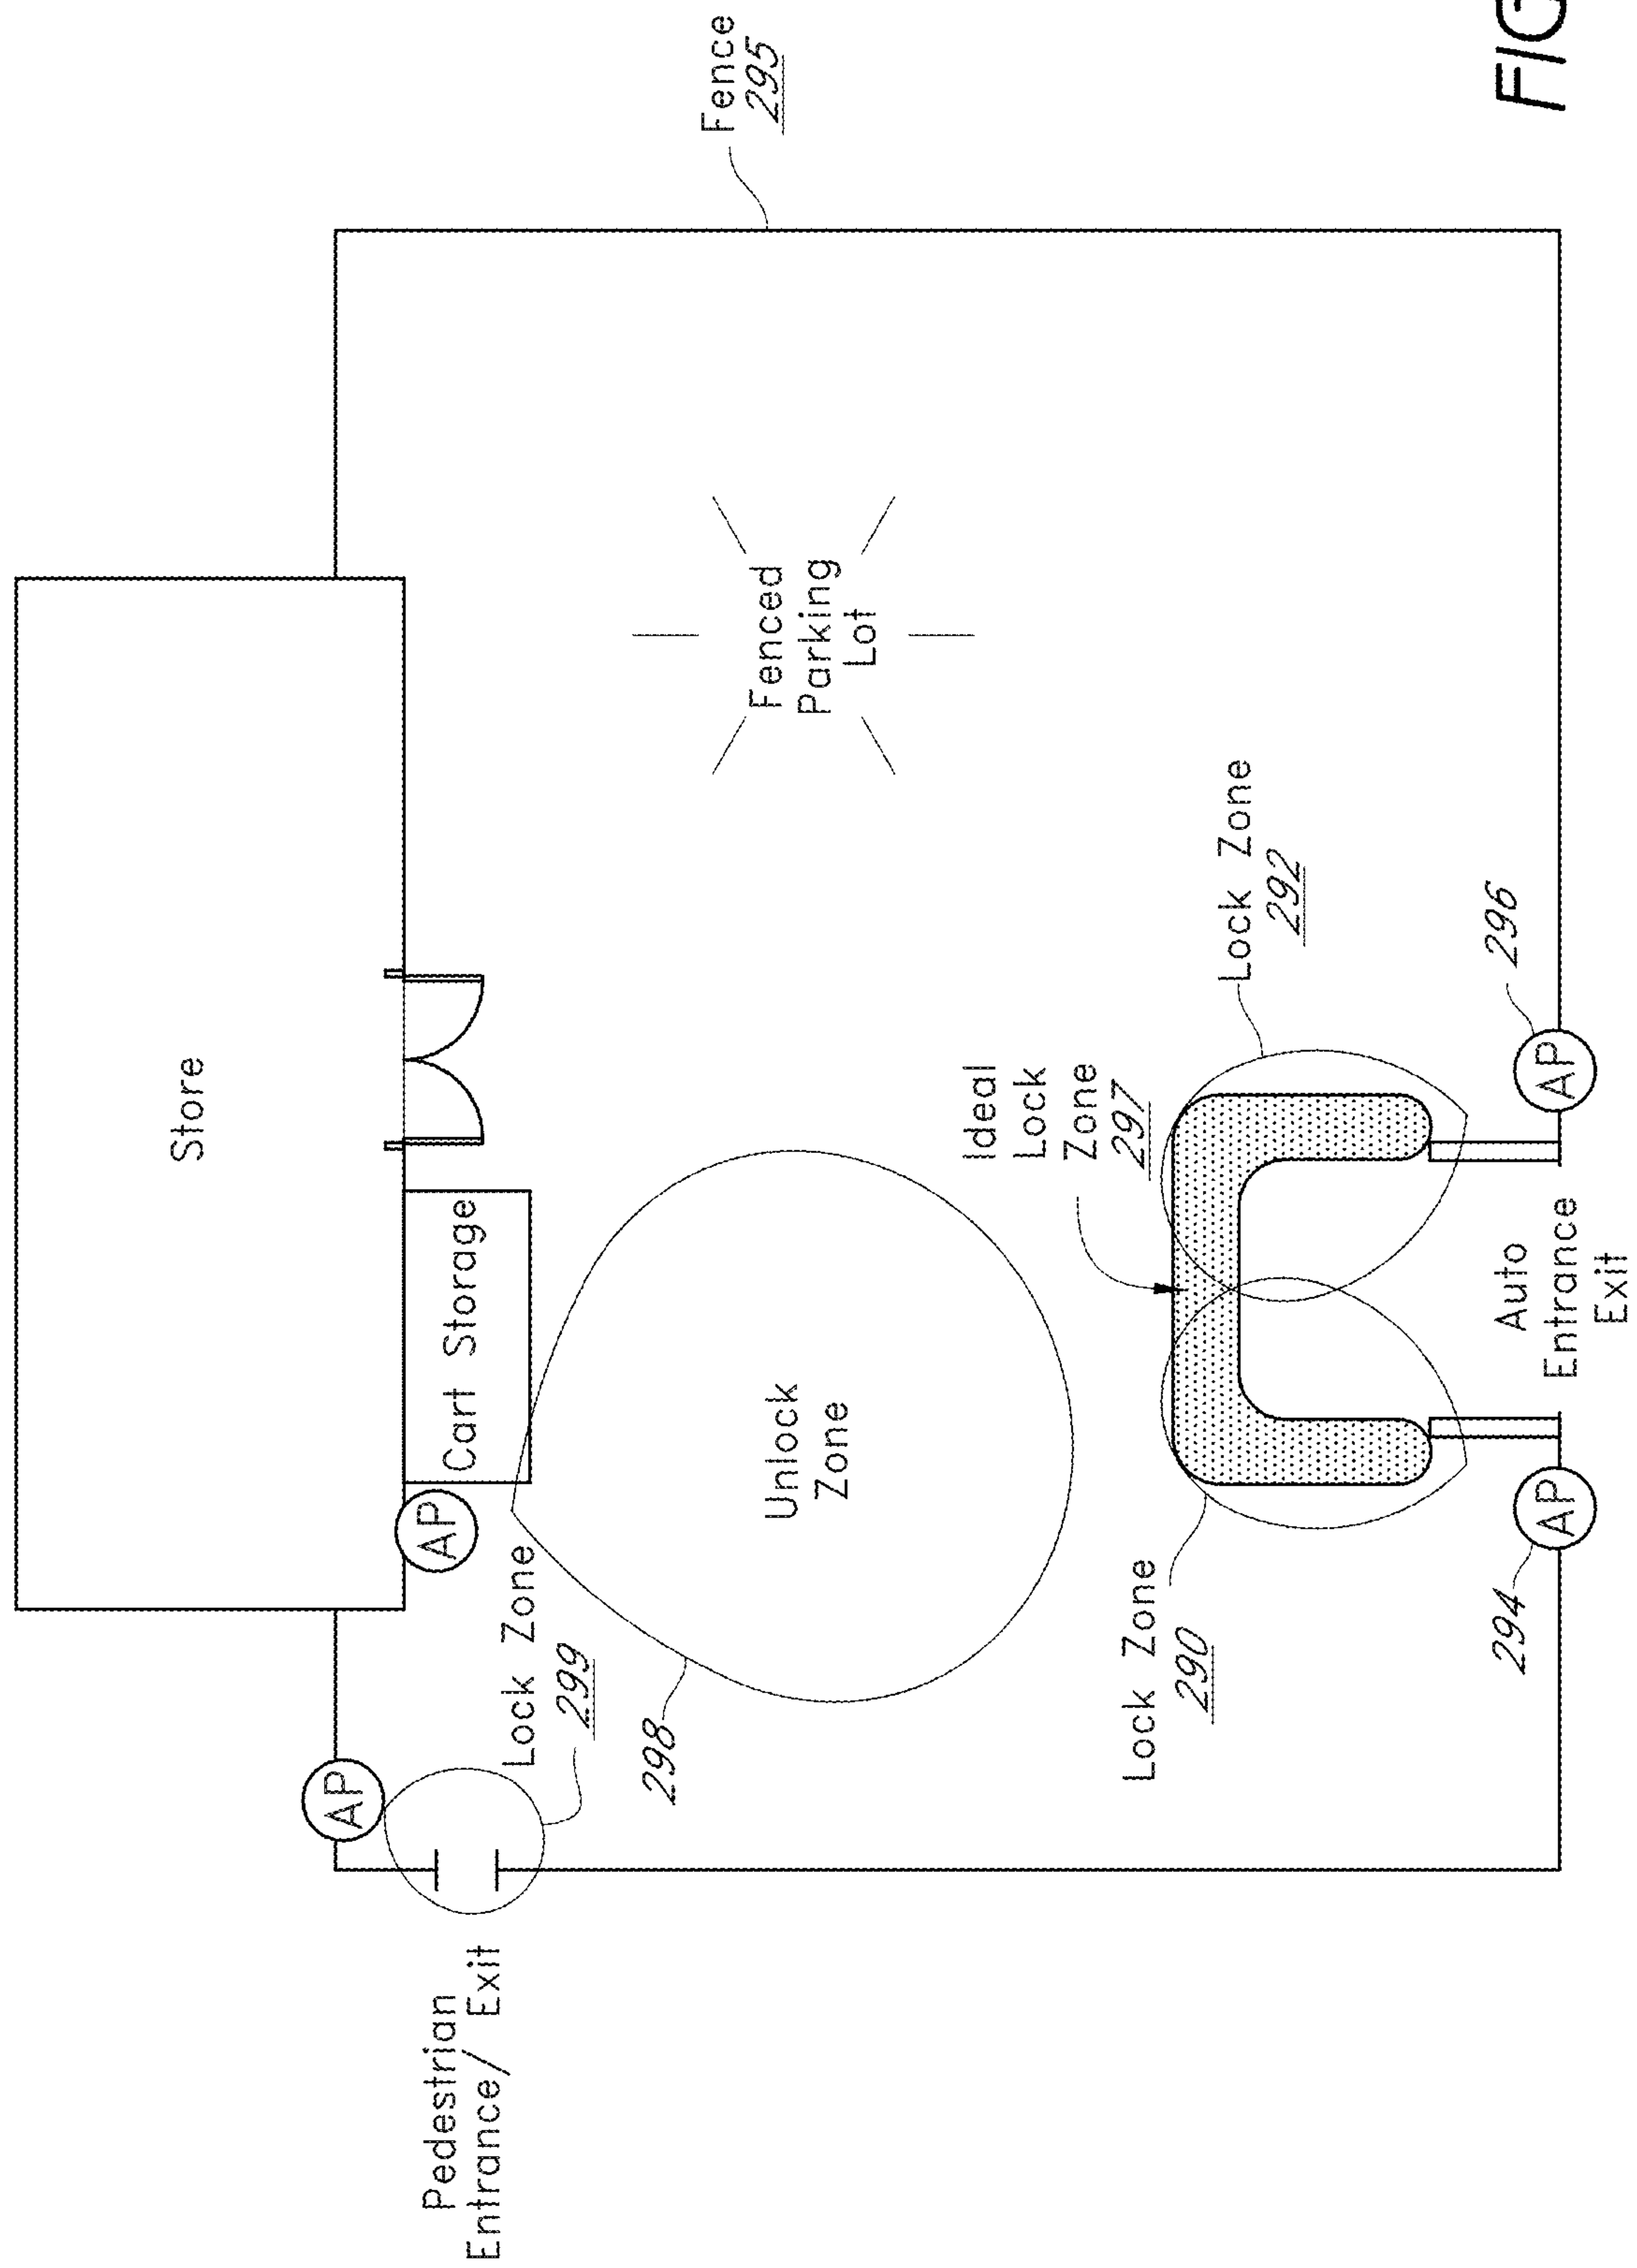 Store
Cart Storage
AP
AP
Pedestrian
Entrance/ Exit
Lock Zone
299
298
Unlock
Zone
Fenced
Parking
Lot
Fence
295
Ideal
Lock
Zone
297
Lock Zone
290
Lock Zone
292
AP
294
AP
296
Auto
Entrance
Exit